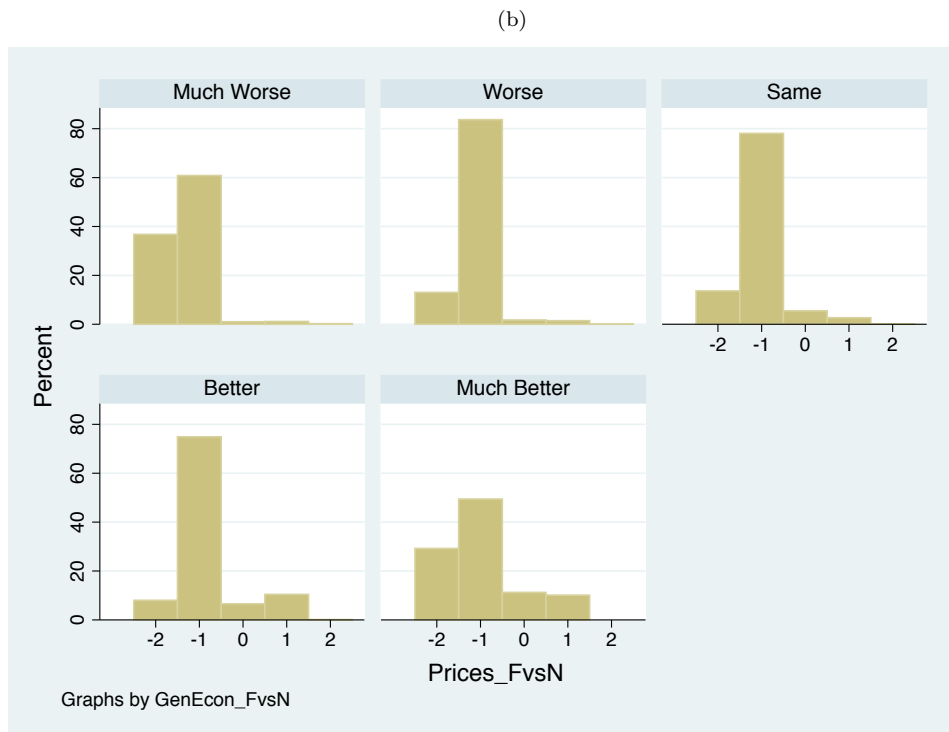 (b)
Much Worse
Worse
Same
0 20 40 60 80
-2 -1 0 1 2
Percent
Better
Much Better
0 20 40 60 80
-2 -1 0 1 2
-2 -1 0 1 2
Prices_FvsN
Graphs by GenEcon_FvsN